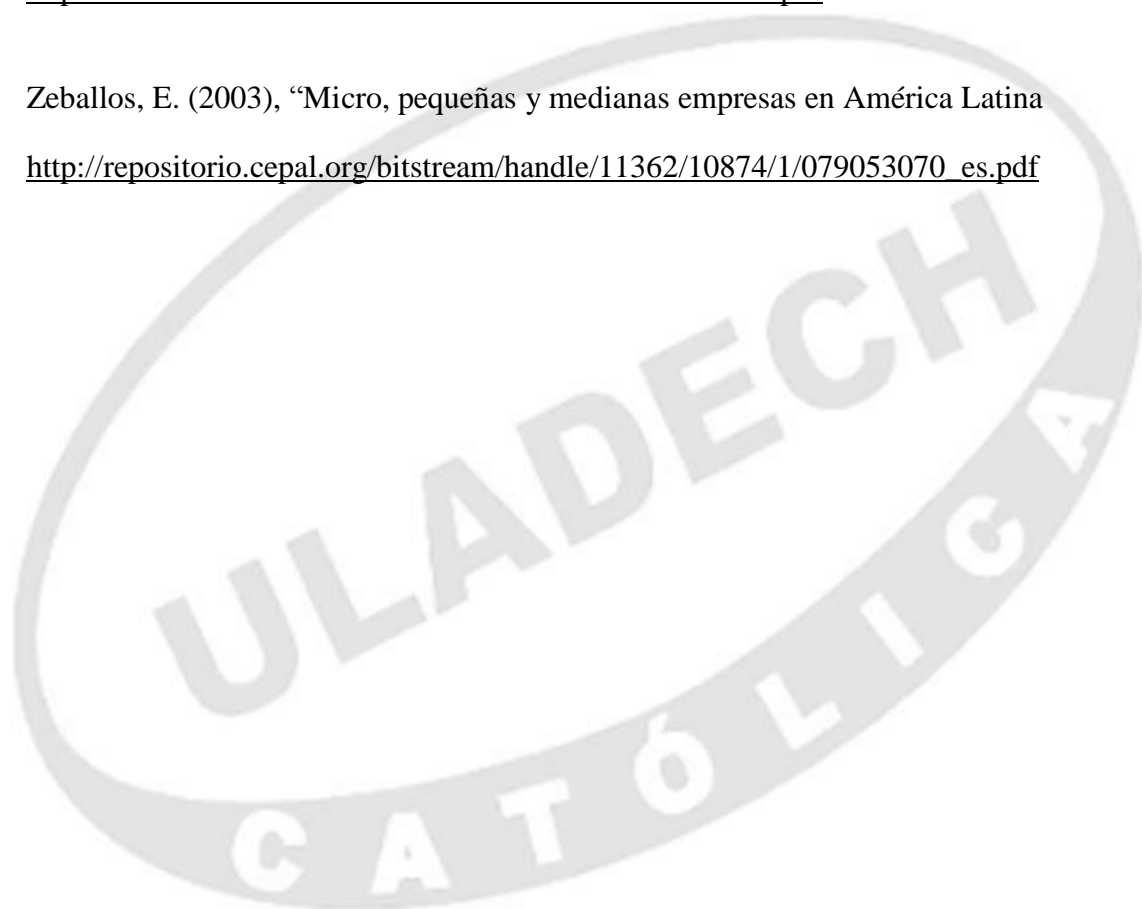 Zeballos, E. (2003), “Micro, pequeñas y medianas empresas en América Latina
http://repositorio.cepal.org/bitstream/handle/11362/10874/1/079053070_es.pdf
ULADECH
CATÓLICA